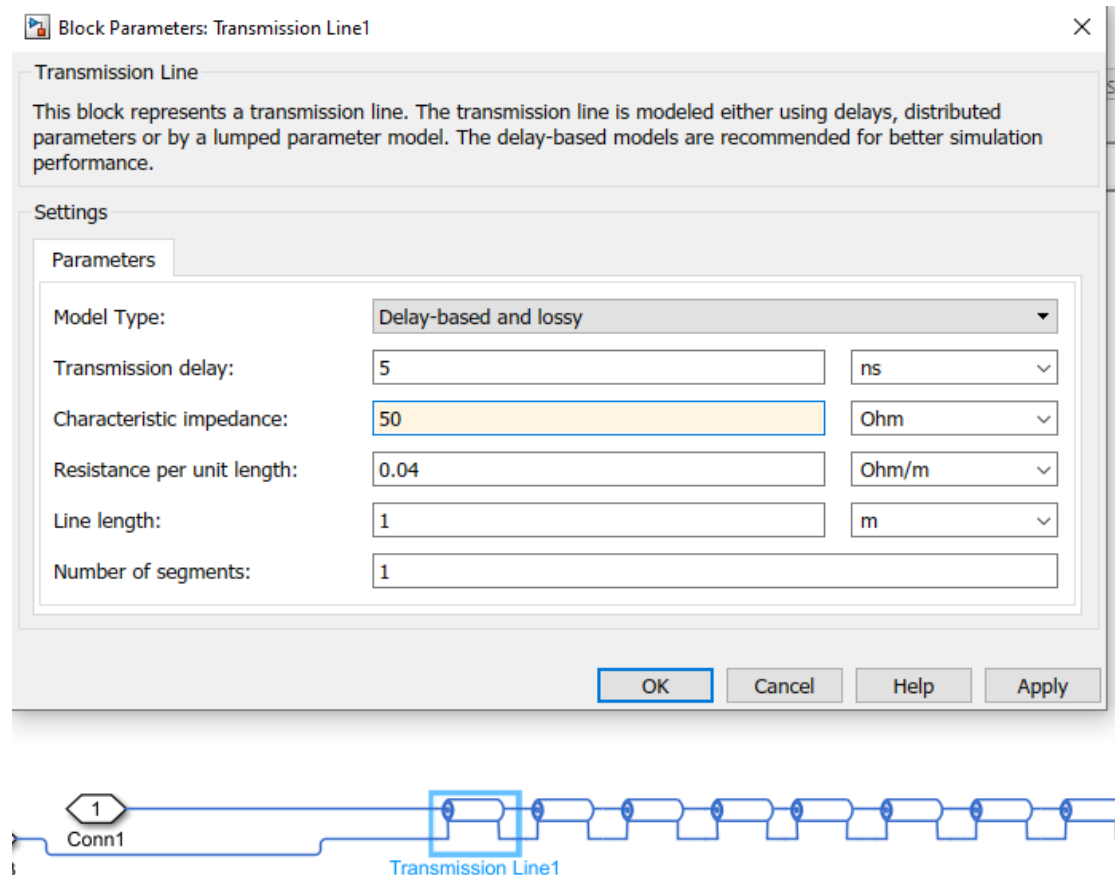 Block Parameters: Transmission Line1
Transmission Line
This block represents a transmission line. The transmission line is modeled either using delays, distributed
parameters or by a lumped parameter model. The delay-based models are recommended for better simulation
performance.
Settings
Parameters
Model Type: Delay-based and lossy
Transmission delay: 5 ns
Characteristic impedance: 50 Ohm
Resistance per unit length: 0.04 Ohm/m
Line length: 1 m
Number of segments: 1
OK Cancel Help Apply
1
Conn1
Transmission Line1